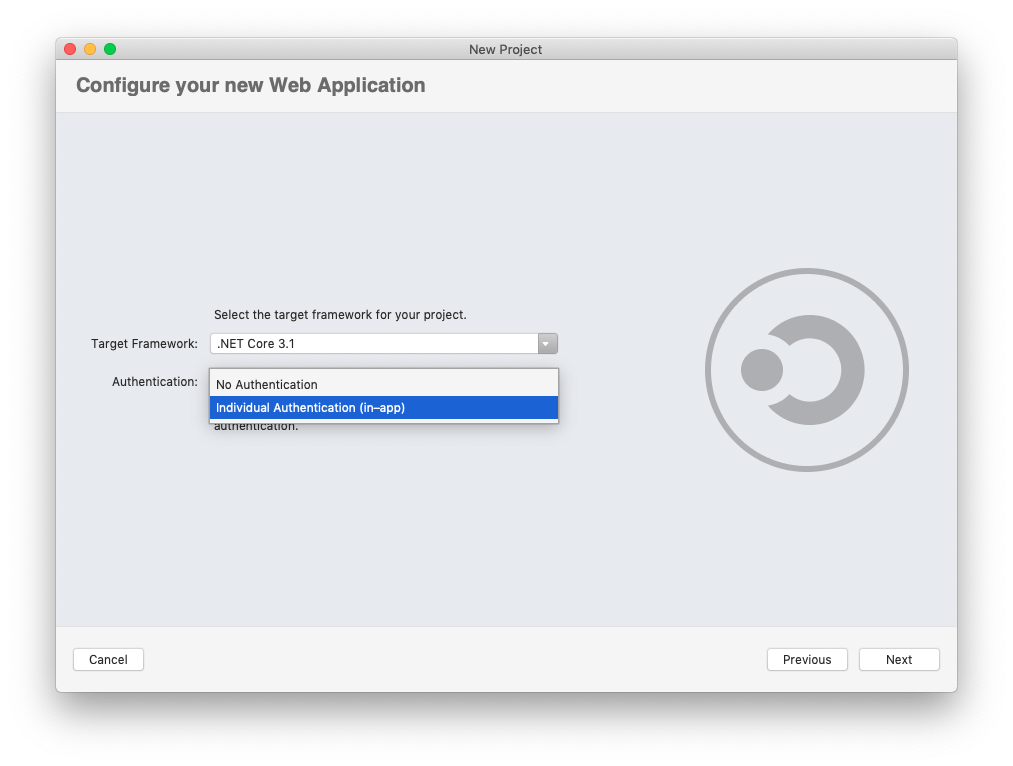 New Project
Configure your new Web Application
Select the target framework for your project.
Target Framework: .NET Core 3.1
Authentication:
No Authentication
Individual Authentication (in–app)
authentication.
Cancel
Previous
Next